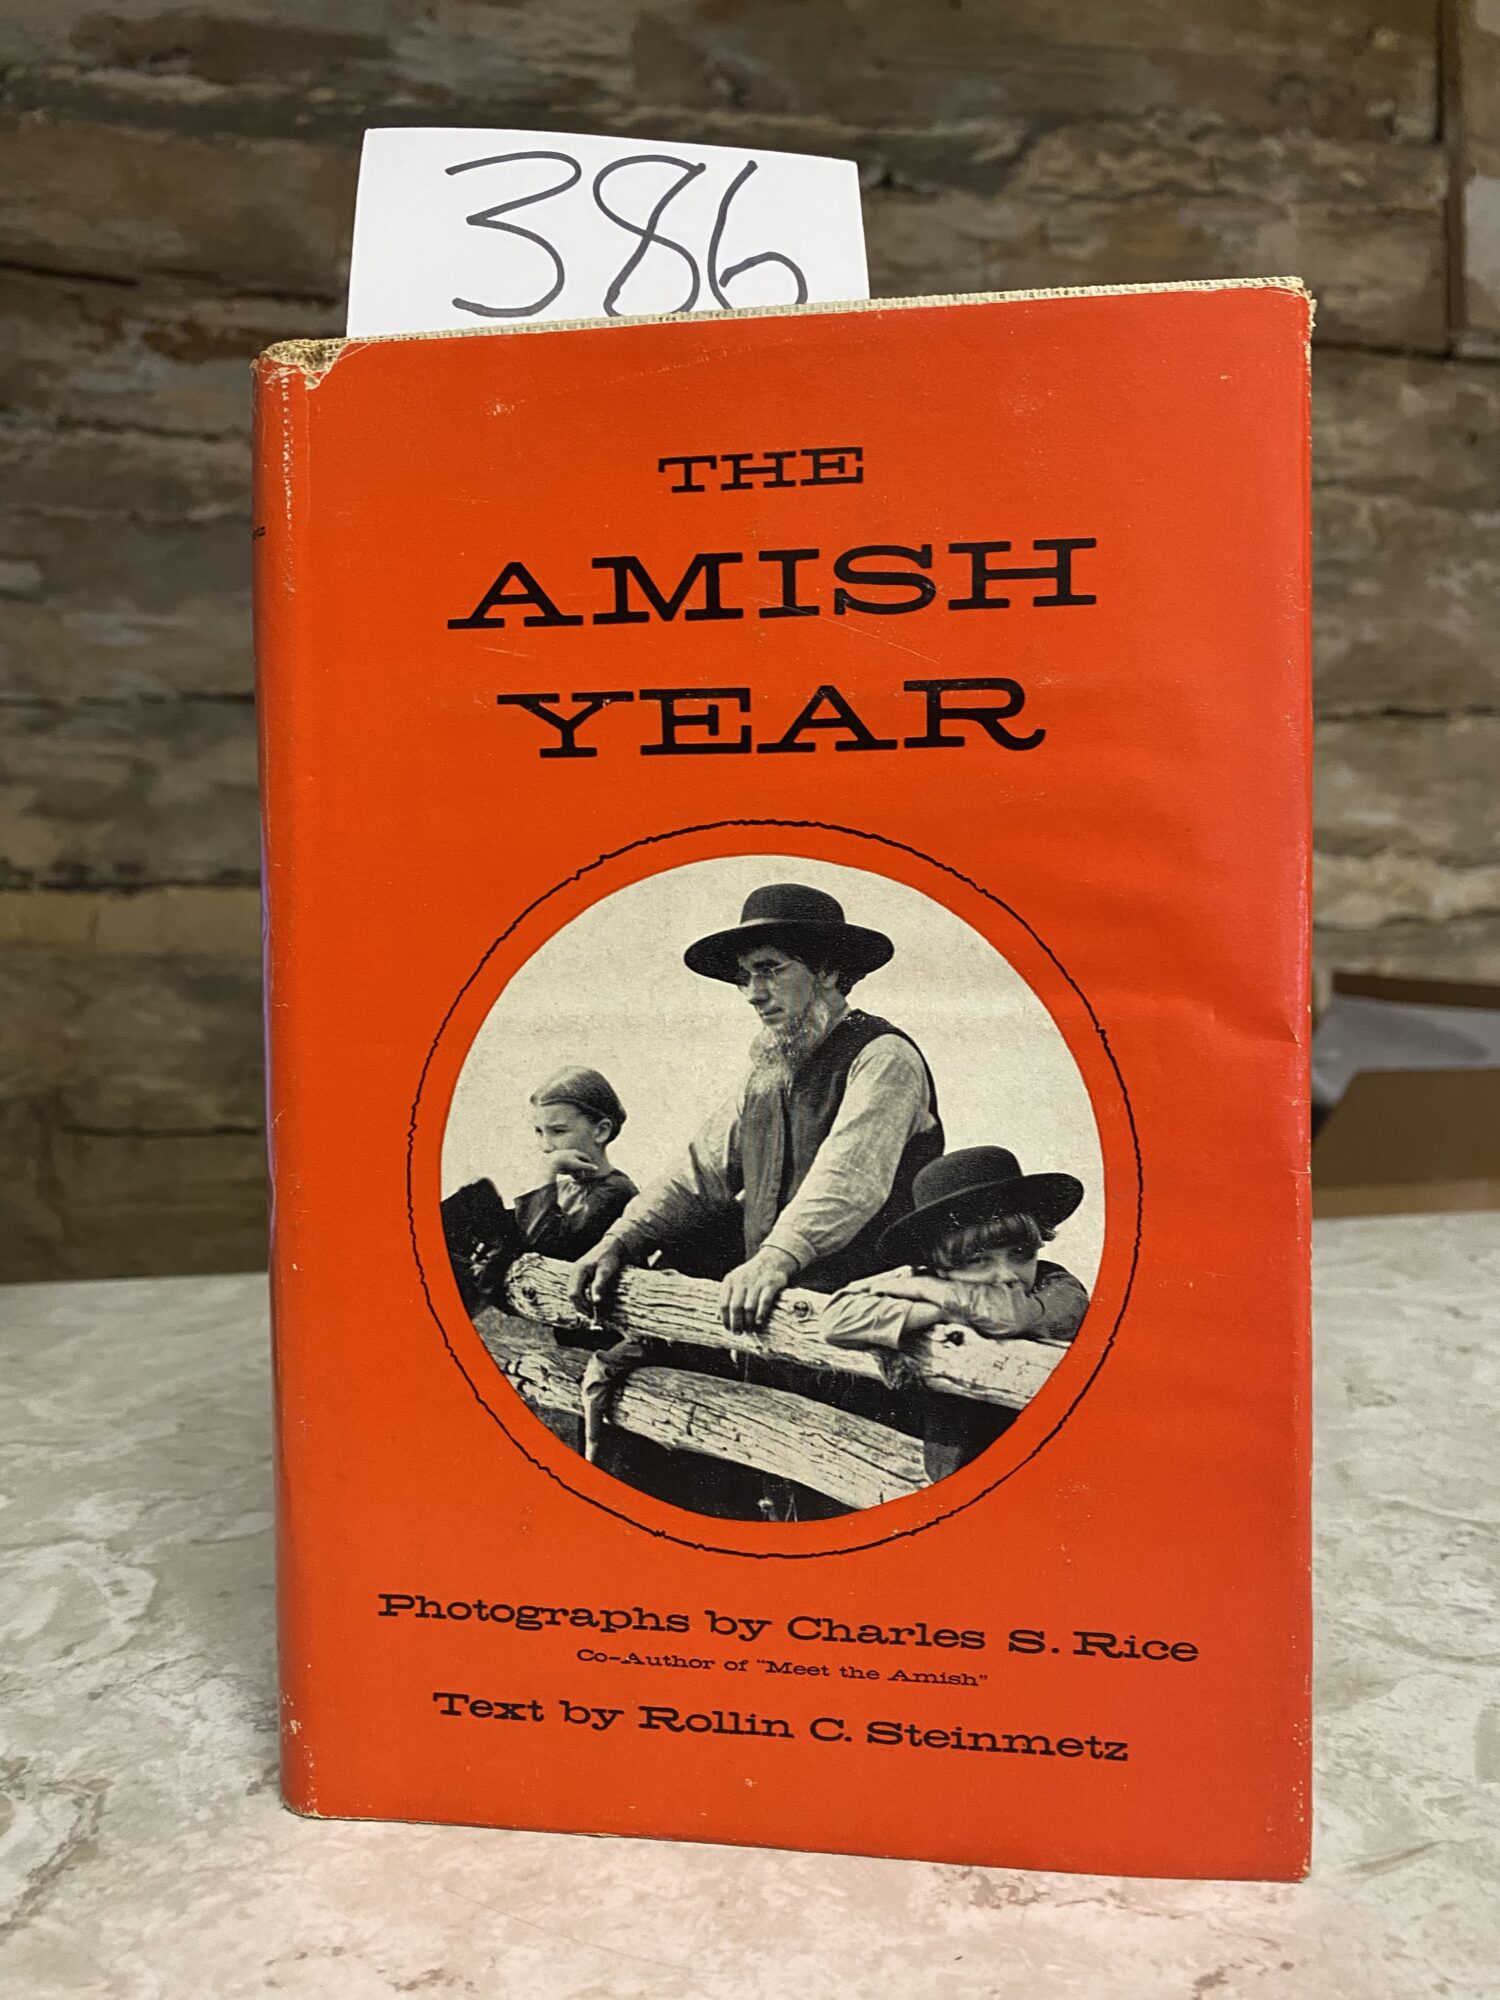 386
THE
AMISH
YEAR
Photographs by Charles S. Rice
Co-Author of "Meet the Amish"
Text by Rollin C. Steinmetz